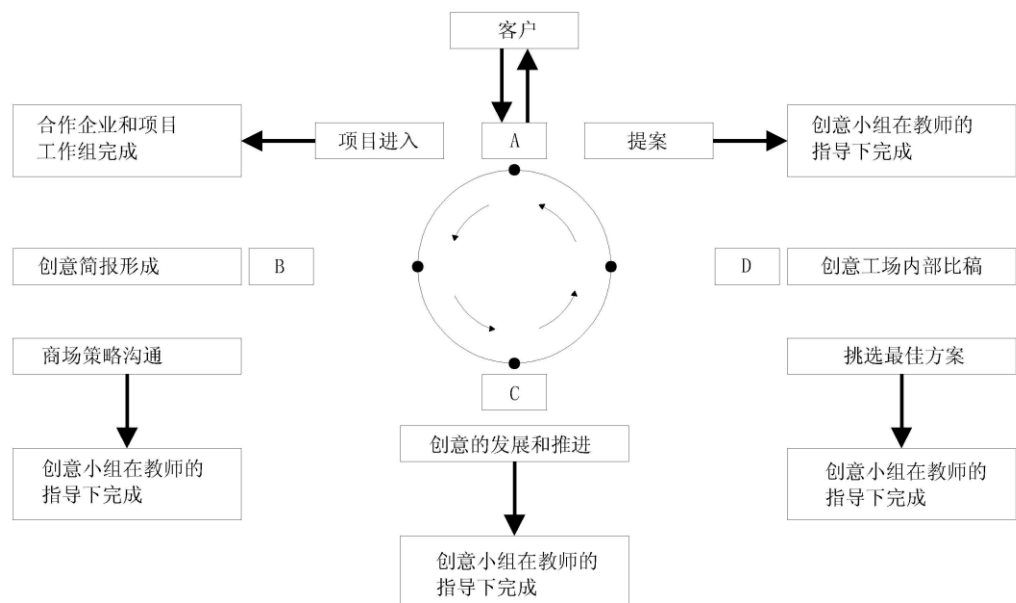 客户
合作企业和项目
工作组完成
项目进入
A
提案
创意小组在教师的
指导下完成
创意简报形成
B
D
创意工场内部比稿
商场策略沟通
C
挑选最佳方案
创意的发展和推进
创意小组在教师的
指导下完成
创意小组在教师的
指导下完成
创意小组在教师的
指导下完成